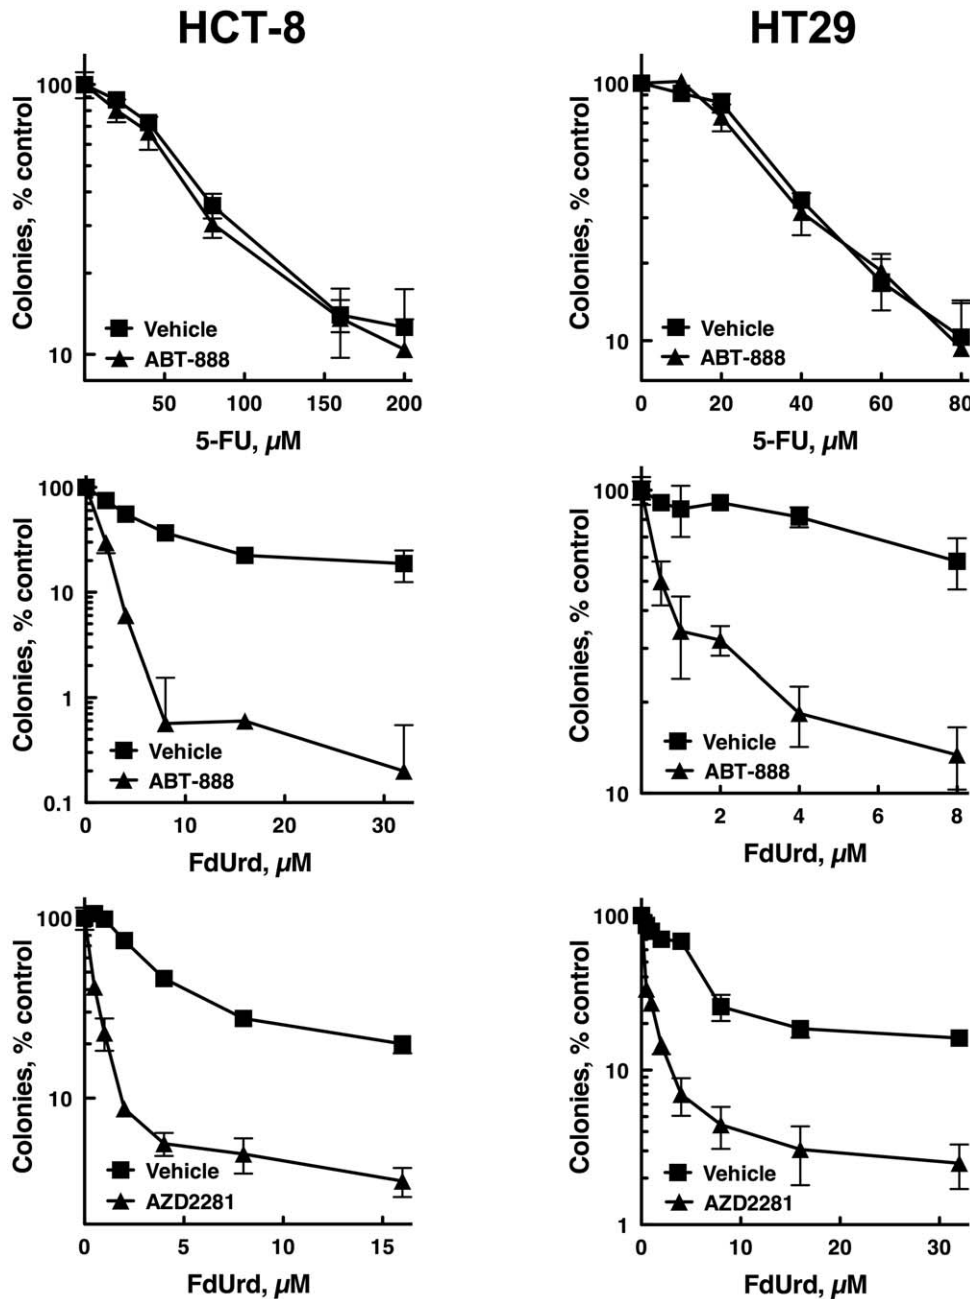 HCT-8 HT29
Colonies, % control
100
10
Vehicle
ABT-888
50 100 150 200
5-FU, µM
Colonies, % control
100
10
Vehicle
ABT-888
0 20 40 60 80
5-FU, µM
Colonies, % control
100
10
1
0.1
Vehicle
ABT-888
0 10 20 30
FdUrd, µM
Colonies, % control
100
10
Vehicle
ABT-888
2 4 6 8
FdUrd, µM
Colonies, % control
100
10
Vehicle
AZD2281
0 5 10 15
FdUrd, µM
Colonies, % control
100
10
1
Vehicle
AZD2281
0 10 20 30
FdUrd, µM